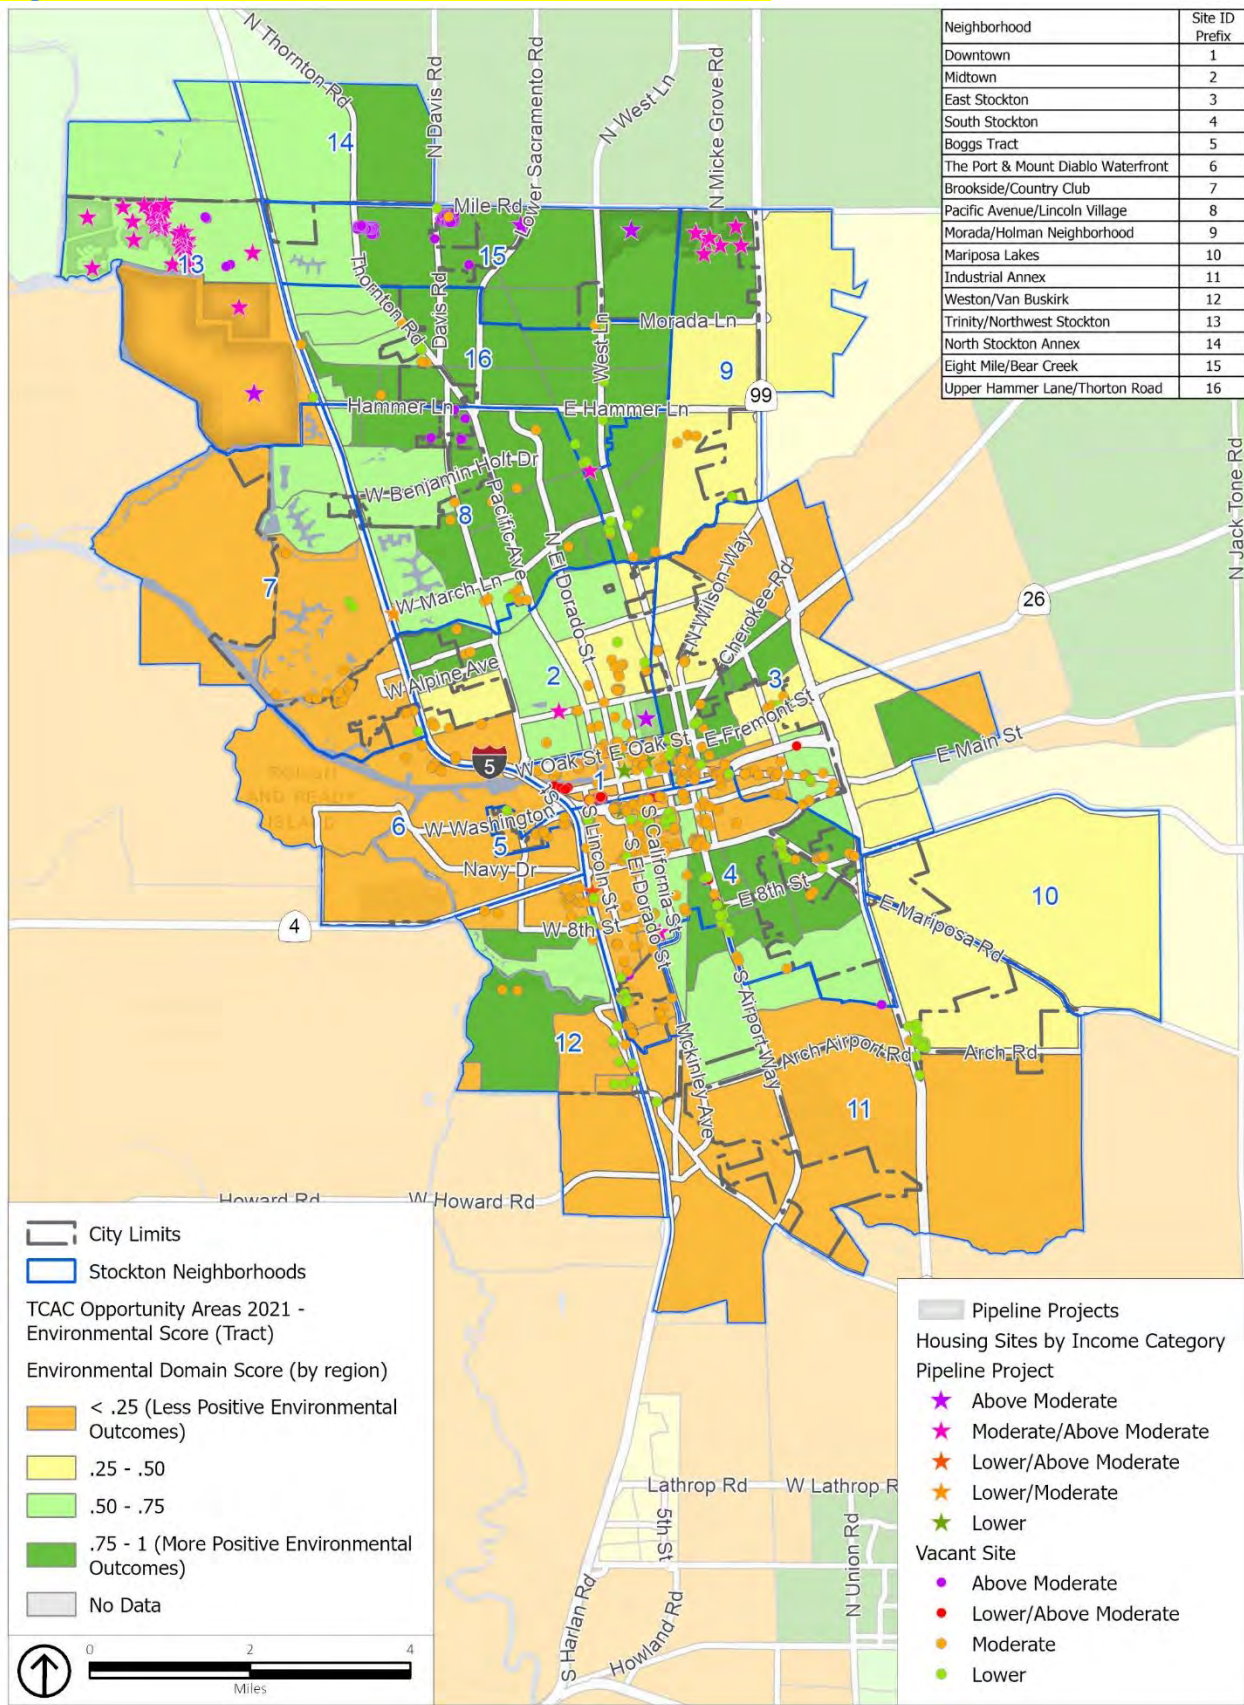 Neighborhood Site ID Prefix
Downtown 1
Midtown 2
East Stockton 3
South Stockton 4
Boggs Tract 5
The Port & Mount Diablo Waterfront 6
Brookside/Country Club 7
Pacific Avenue/Lincoln Village 8
Morada/Holman Neighborhood 9
Mariposa Lakes 10
Industrial Annex 11
Weston/Van Buskirk 12
Trinity/Northwest Stockton 13
North Stockton Annex 14
Eight Mile/Bear Creek 15
Upper Hammer Lane/Thorton Road 16
N Thornton Rd
N Davis Rd
Lower Sacramento Rd
N West Ln
N Micke Grove Rd
14
Mile Rd
13
15
Thornton Rd
Davis Rd
West Ln
Morada Ln
16
9
99
Hammer Ln
E Hammer Ln
W Benjamin Holt Dr
8
Pacific Ave
N El Dorado St
N Jack Tone Rd
7
W March Ln
N Wilson Way
Cherokee Rd
26
2
3
W Alpine Ave
E Fremont St
W Oak St
E Oak St
E Main St
5
1
ROUGH
AND READY
ISLAND
6
W Washington St
5
S Lincoln St
S El Dorado St
S California St
Navy Dr
4
E 8th St
10
4
W 8th St
E Mariposa Rd
12
S Airport Way
Mckinley Ave
Arch Airport Rd
Arch Rd
11
Howard Rd
W Howard Rd
City Limits
Stockton Neighborhoods
TCAC Opportunity Areas 2021 -
Environmental Score (Tract)
Environmental Domain Score (by region)
< .25 (Less Positive Environmental
Outcomes)
.25 - .50
.50 - .75
.75 - 1 (More Positive Environmental
Outcomes)
No Data
0 2 4
Miles
Lathrop Rd
W Lathrop R
5th St
N Union Rd
S Harlan Rd
Howland Rd
Pipeline Projects
Housing Sites by Income Category
Pipeline Project
Above Moderate
Moderate/Above Moderate
Lower/Above Moderate
Lower/Moderate
Lower
Vacant Site
Above Moderate
Lower/Above Moderate
Moderate
Lower